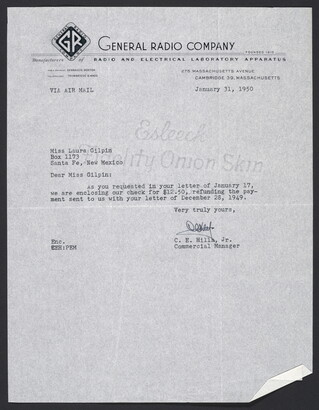 GR
GENERAL RADIO COMPANY
FOUNDED 1915
Manufacturers of RADIO AND ELECTRICAL LABORATORY APPARATUS
275 MASSACHUSETTS AVENUE
CAMBRIDGE 39, MASSACHUSETTS
VIA AIR MAIL
January 31, 1950
Esleeck
Onion Skin
Miss Laura Gilpin
Box 1173
Santa Fe, New Mexico
Dear Miss Gilpin:
As you requested in your letter of January 17,
we are enclosing our check for $12.50, refunding the pay-
ment sent to us with your letter of December 28, 1949.
Very truly yours,
C. E. Hills, Jr.
Commercial Manager
Enc.